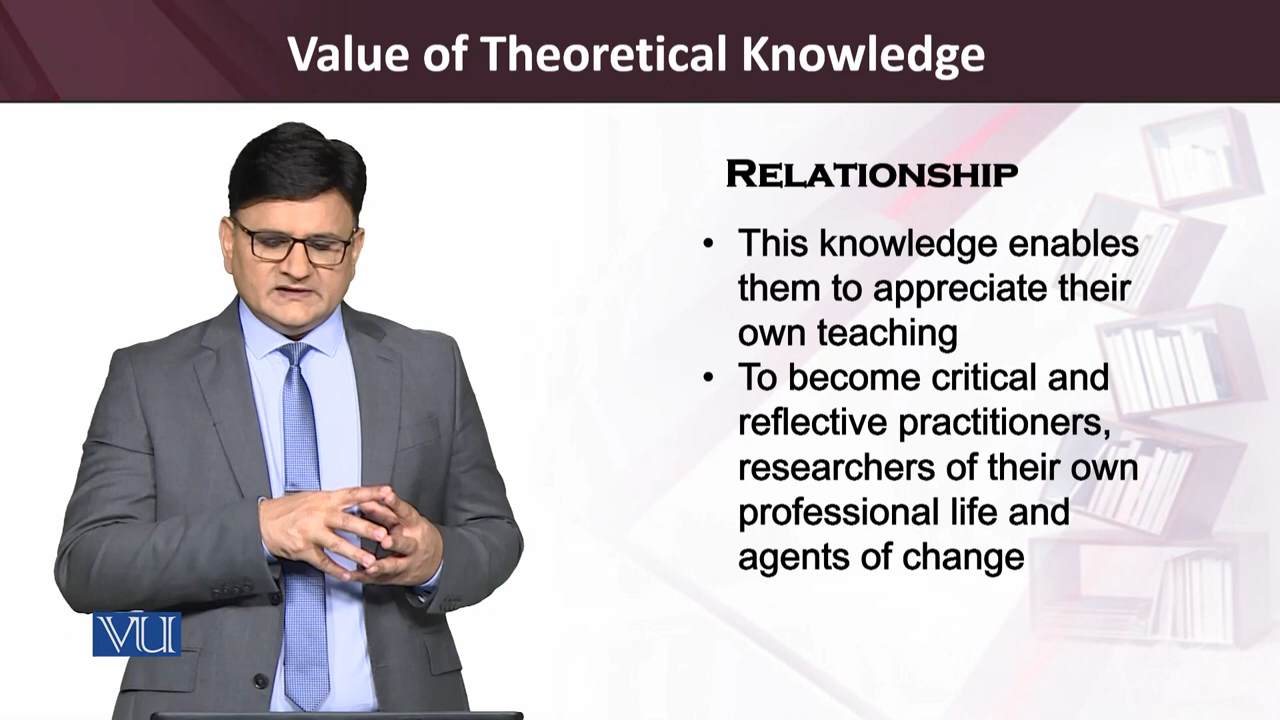 Value of Theoretical Knowledge
RELATIONSHIP
• This knowledge enables
them to appreciate their
own teaching
• To become critical and
reflective practitioners,
researchers of their own
professional life and
agents of change
VU